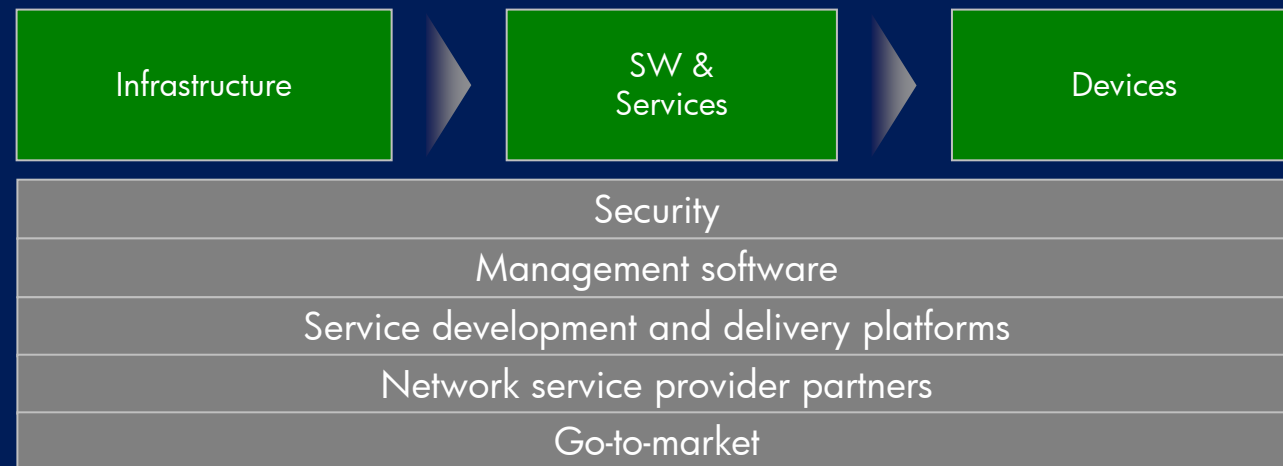 Infrastructure
SW &
Services
Devices
Security
Management software
Service development and delivery platforms
Network service provider partners
Go-to-market